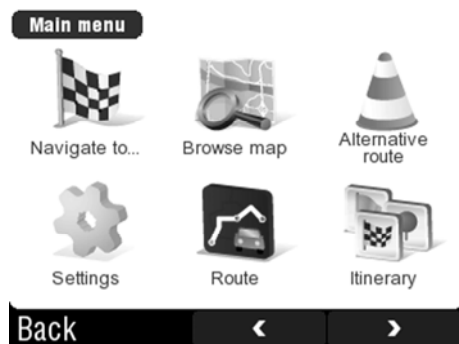 Main menu
Navigate to...
Browse map
Alternative
route
Settings
Route
Itinerary
Back